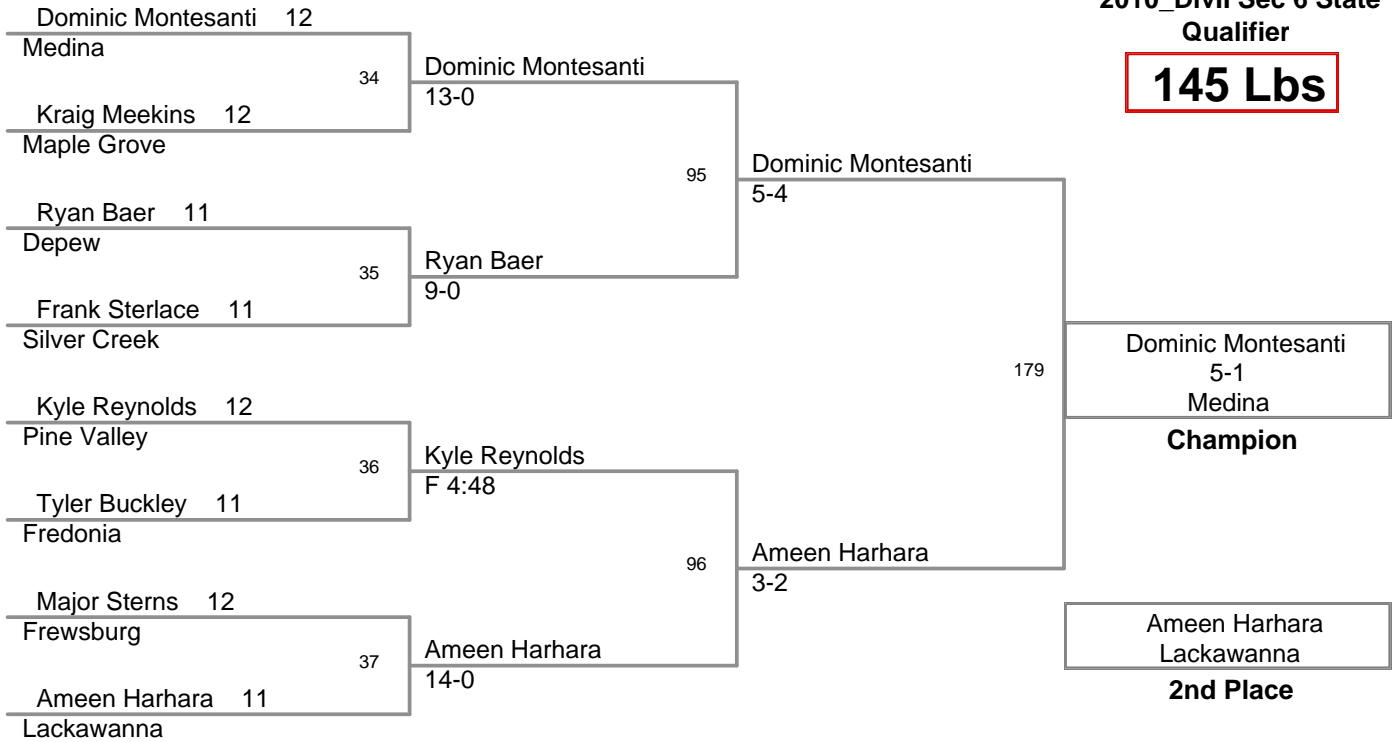 2010_DivII Sec 6 State
Qualifier
145 Lbs
Dominic Montesanti 12
Medina
34
Kraig Meekins 12
Maple Grove
Dominic Montesanti
13-0
Ryan Baer 11
Depew
35
Frank Sterlace 11
Silver Creek
Ryan Baer
9-0
95
Dominic Montesanti
5-4
Kyle Reynolds 12
Pine Valley
36
Tyler Buckley 11
Fredonia
Kyle Reynolds
F 4:48
Major Sterns 12
Frewsburg
37
Ameen Harhara 11
Lackawanna
Ameen Harhara
14-0
96
Ameen Harhara
3-2
179
Dominic Montesanti
5-1
Medina
Champion
Ameen Harhara
Lackawanna
2nd Place